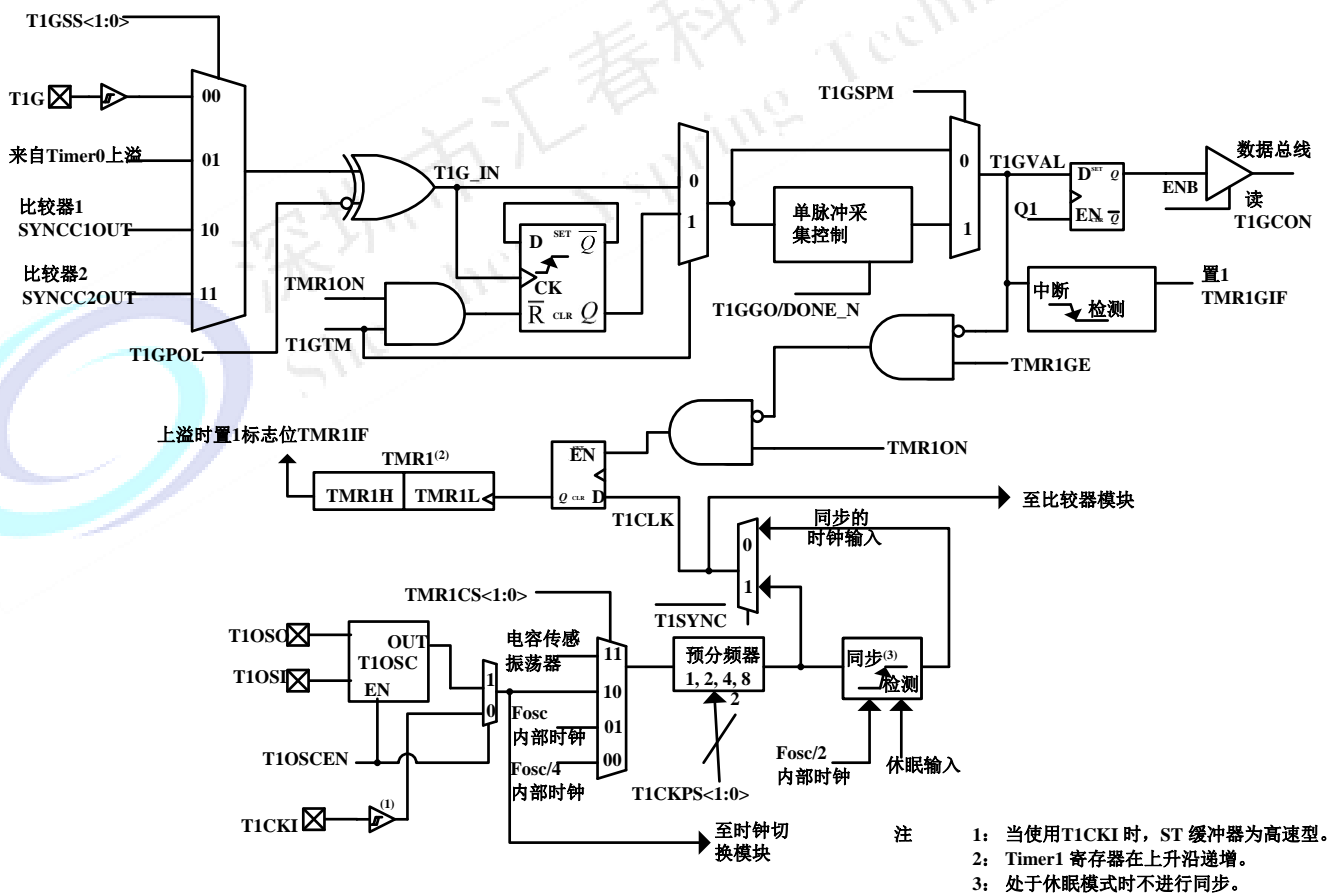 T1GSS<1:0>
T1G
00
来自Timer0上溢
01
比较器1
SYNCC1OUT
10
比较器2
SYNCC2OUT
11
T1GPOL
T1G_IN
TMR1ON
T1GTM
D SET Q
CK
R CLR Q
0
1
T1GSPM
单脉冲采
集控制
T1GGO/DONE_N
0
1
T1GVAL
D SET Q
Q1
EN CLR Q
ENB
数据总线
读
T1GCON
中断
检测
置1
TMR1GIF
TMR1GE
TMR1ON
上溢时置1标志位TMR1IF
TMR1(2)
TMR1H
TMR1L
EN
Q CLR D
T1CLK
至比较器模块
同步的
时钟输入
0
1
T1SYNC
TMR1CS<1:0>
T1OSO
T1OSI
OUT
T1OSC
EN
T1OSCEN
1
0
T1CKI
(1)
电容传感
振荡器
11
10
Fosc
内部时钟
01
Fosc/4
内部时钟
00
预分频器
1, 2, 4, 8
2
T1CKPS<1:0>
同步(3)
检测
Fosc/2
内部时钟
休眠输入
至时钟切
换模块
注
1: 当使用T1CKI 时，ST 缓冲器为高速型。
2: Timer1 寄存器在上升沿递增。
3: 处于休眠模式时不进行同步。
深圳市汇春科